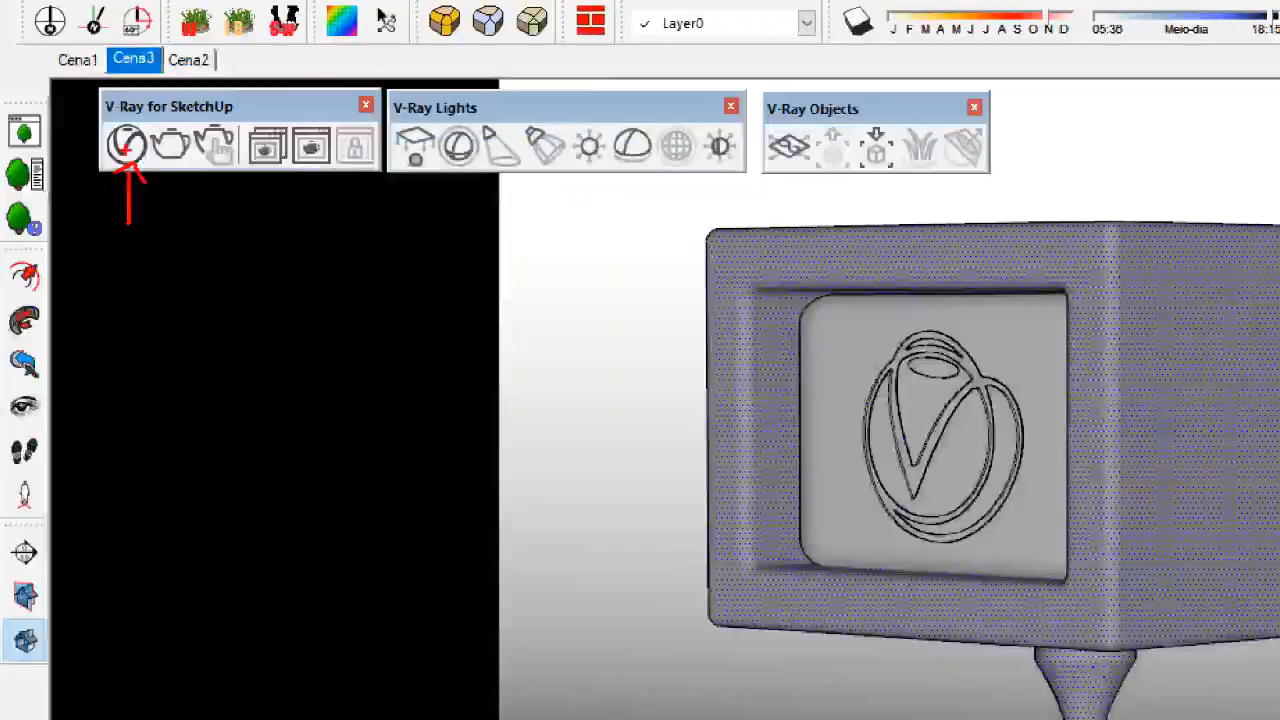 Layer0
J F M A M J J A S O N D
05:36 Meio-dia 18:15
Cena1 Cena3 Cena2
V-Ray for SketchUp
V-Ray Lights
V-Ray Objects